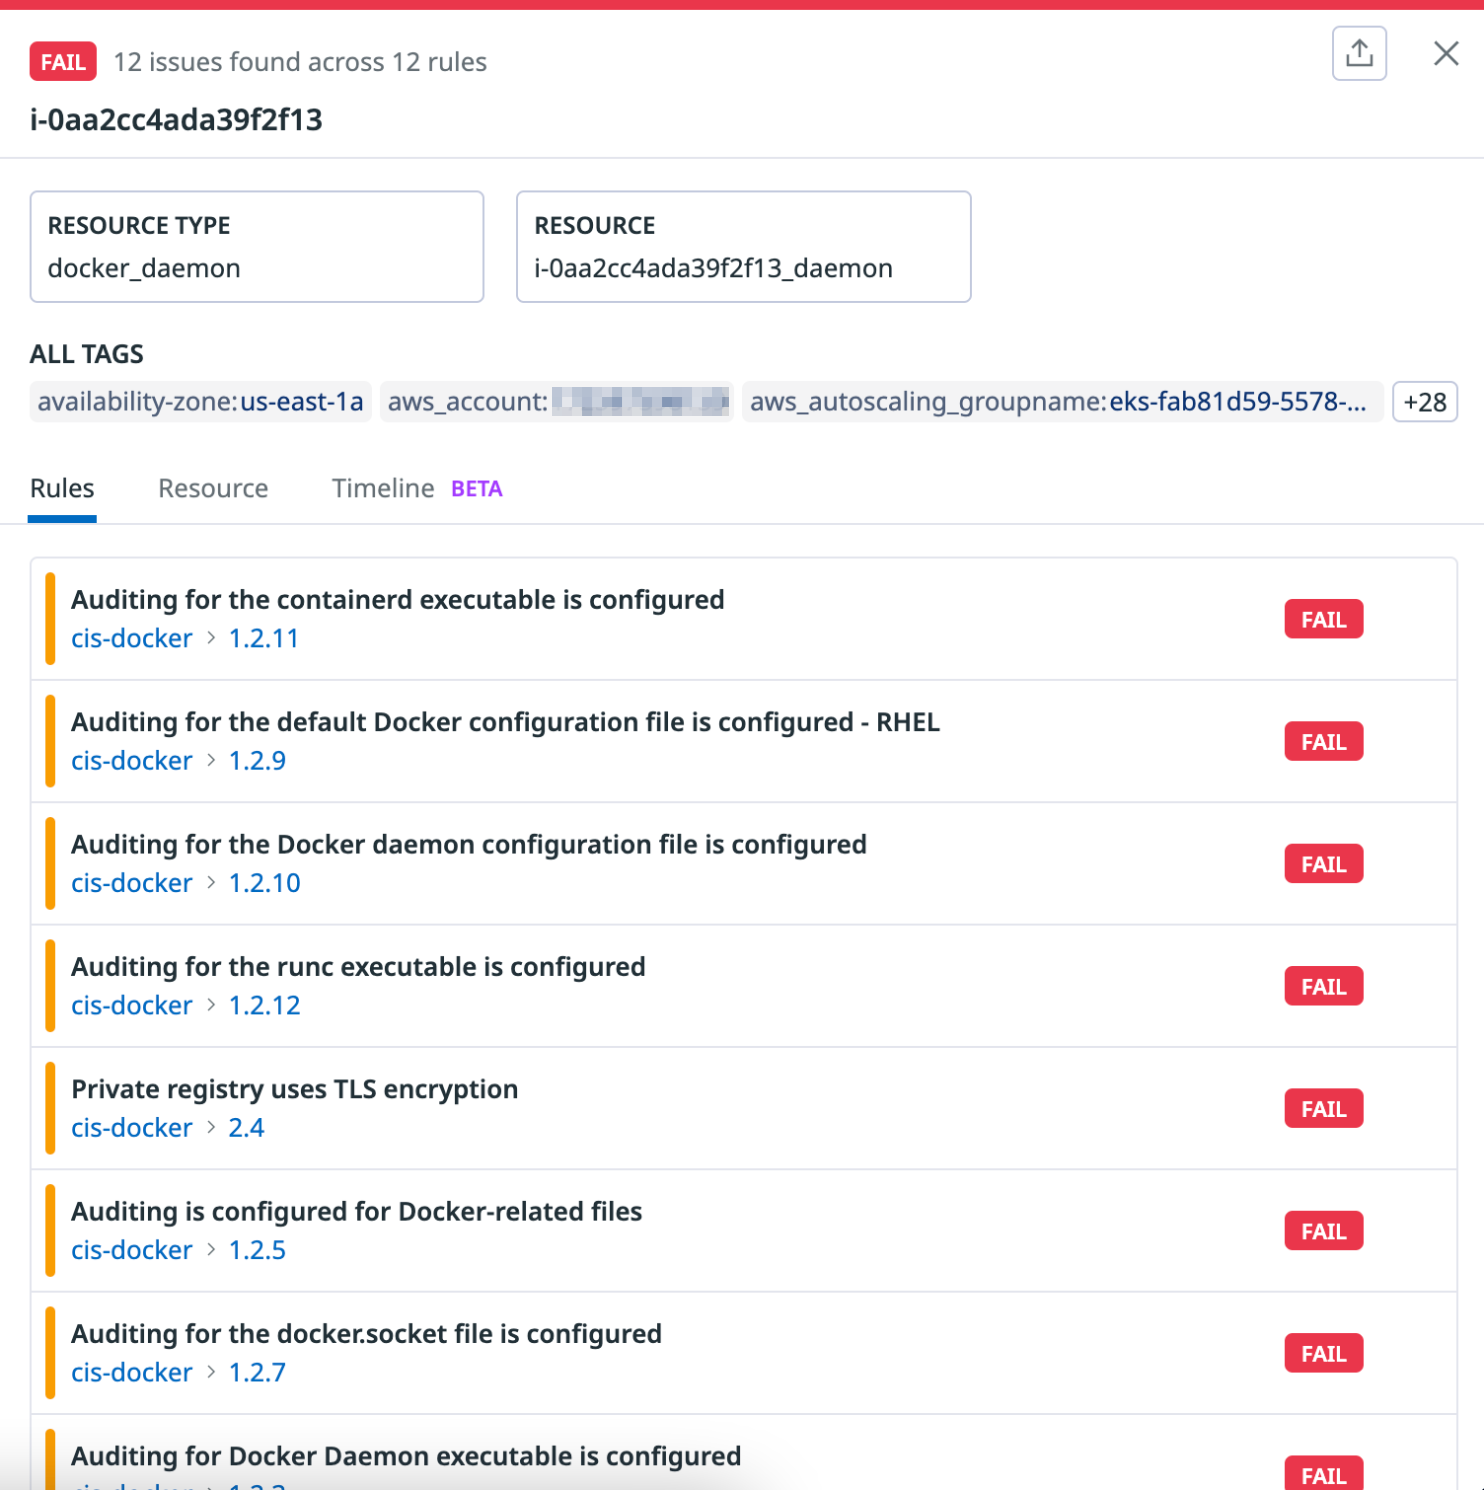 FAIL 12 issues found across 12 rules
i-0aa2cc4ada39f2f13
RESOURCE TYPE
docker_daemon
RESOURCE
i-0aa2cc4ada39f2f13_daemon
ALL TAGS
availability-zone:us-east-1a aws_account: aws_autoscaling_groupname:eks-fab81d59-5578-... +28
Rules Resource Timeline BETA
Auditing for the containerd executable is configured
cis-docker > 1.2.11
FAIL
Auditing for the default Docker configuration file is configured - RHEL
cis-docker > 1.2.9
FAIL
Auditing for the Docker daemon configuration file is configured
cis-docker > 1.2.10
FAIL
Auditing for the runc executable is configured
cis-docker > 1.2.12
FAIL
Private registry uses TLS encryption
cis-docker > 2.4
FAIL
Auditing is configured for Docker-related files
cis-docker > 1.2.5
FAIL
Auditing for the docker.socket file is configured
cis-docker > 1.2.7
FAIL
Auditing for Docker Daemon executable is configured
FAIL